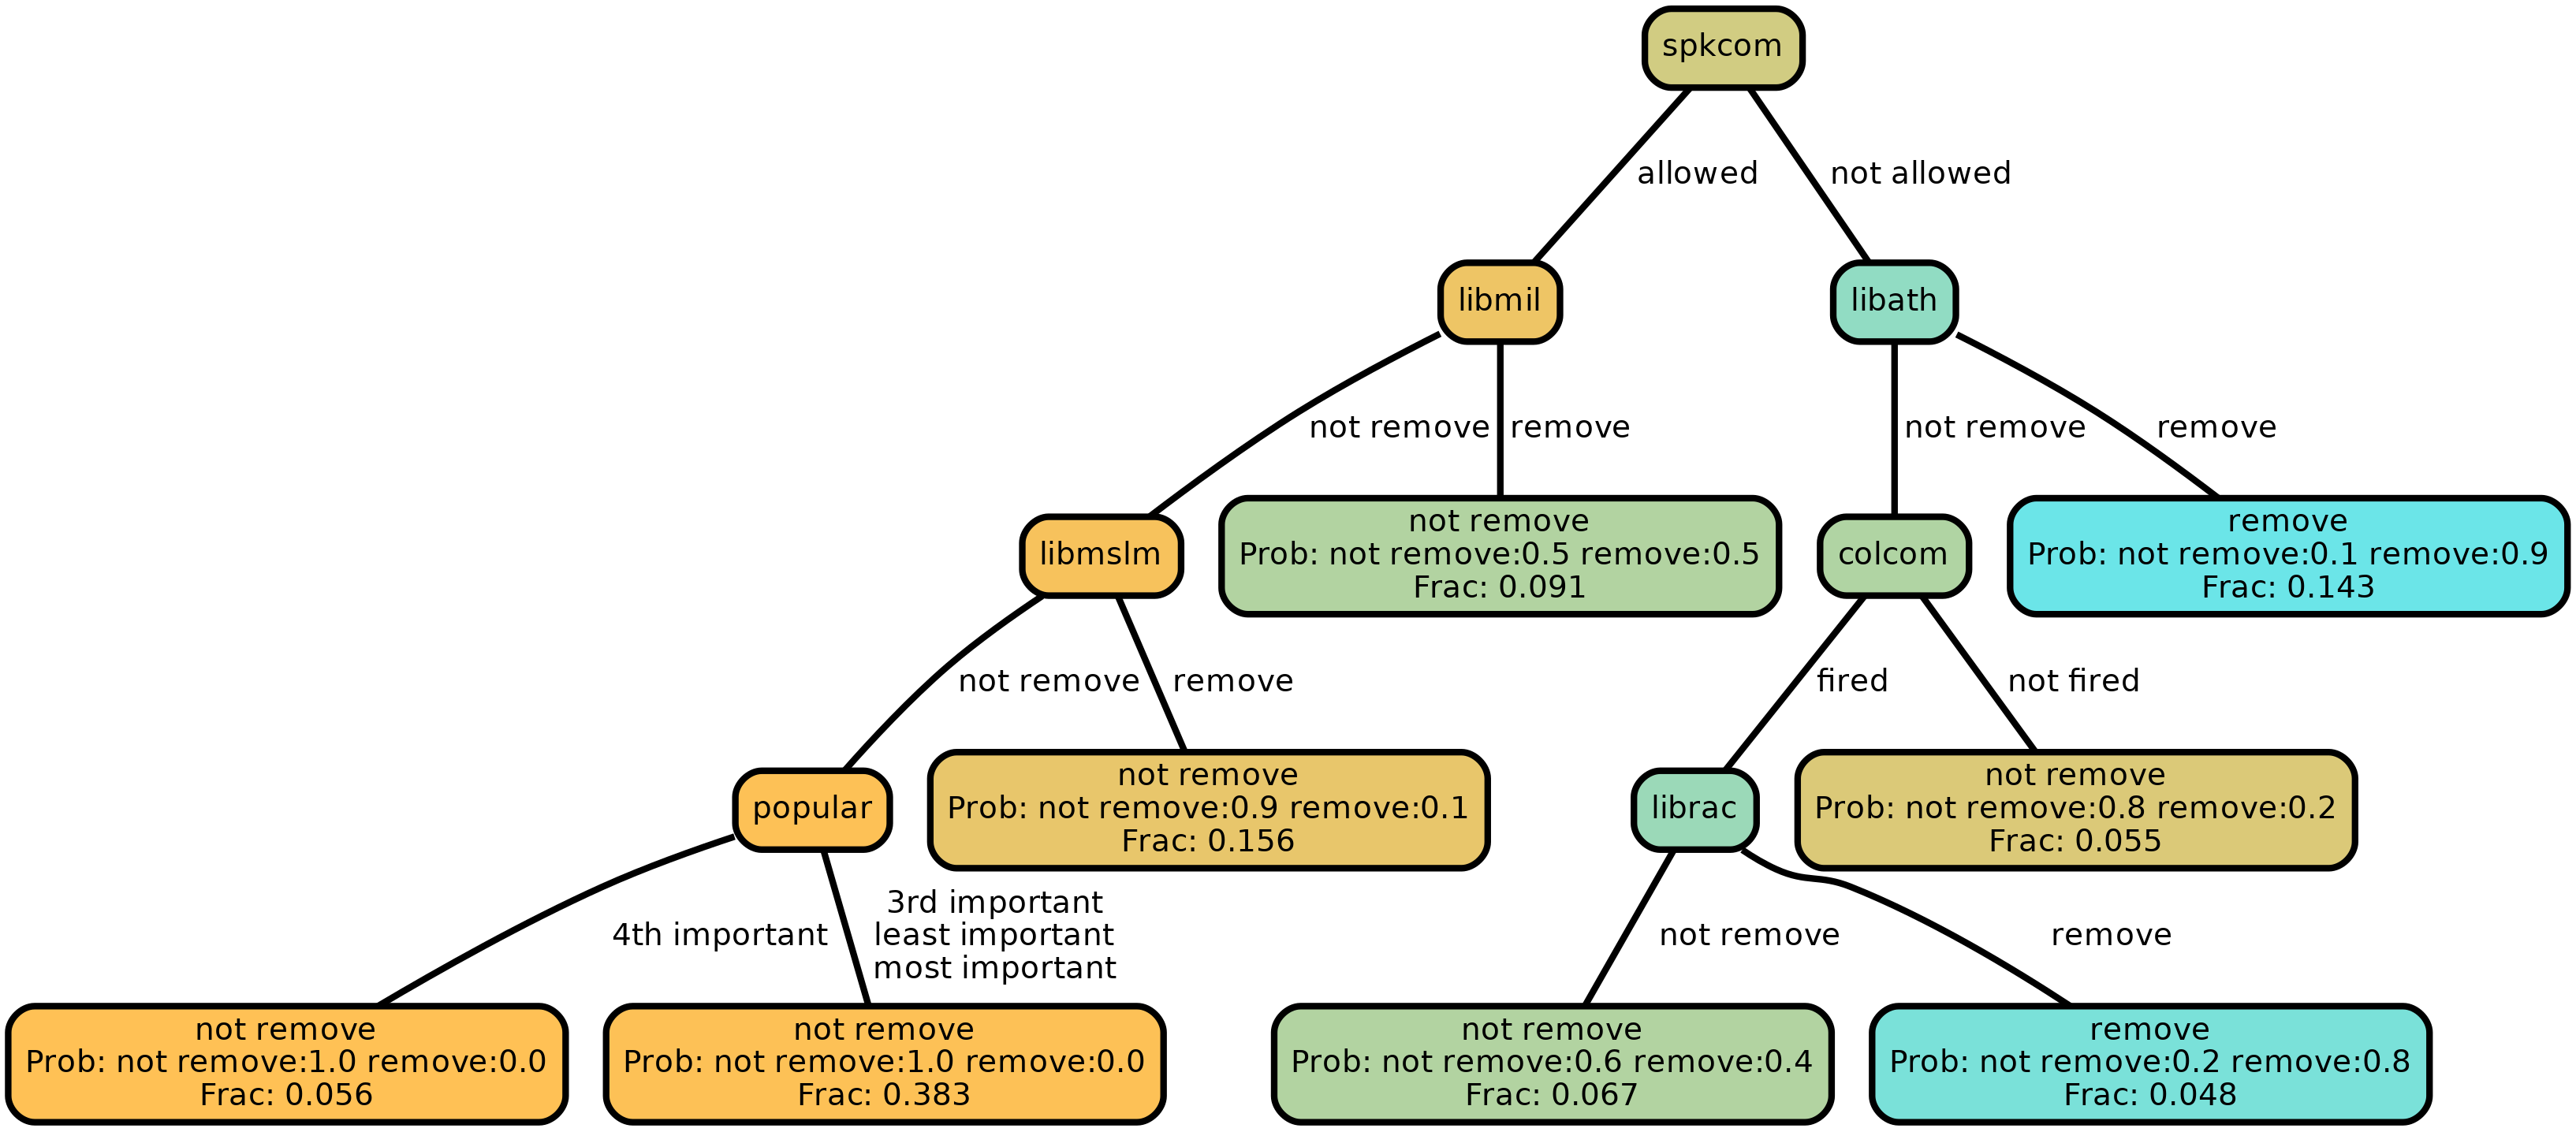 spkcom
allowed
not allowed
libmil
libath
not remove
remove
not remove
remove
libmslm
not remove
Prob: not remove:0.5 remove:0.5
Frac: 0.091
colcom
remove
Prob: not remove:0.1 remove:0.9
Frac: 0.143
not remove
remove
fired
not fired
popular
not remove
Prob: not remove:0.9 remove:0.1
Frac: 0.156
librac
not remove
Prob: not remove:0.8 remove:0.2
Frac: 0.055
4th important
3rd important
least important
most important
not remove
remove
not remove
Prob: not remove:1.0 remove:0.0
Frac: 0.056
not remove
Prob: not remove:1.0 remove:0.0
Frac: 0.383
not remove
Prob: not remove:0.6 remove:0.4
Frac: 0.067
remove
Prob: not remove:0.2 remove:0.8
Frac: 0.048